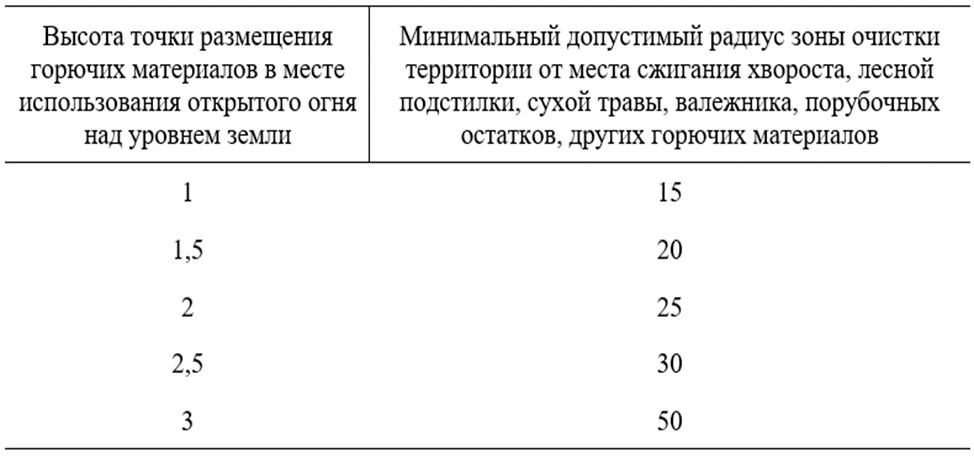 Высота точки размещения
горючих материалов в месте
использования открытого огня
над уровнем земли
Минимальный допустимый радиус зоны очистки
территории от места сжигания хвороста, лесной
подстилки, сухой травы, валежника, порубочных
остатков, других горючих материалов
1 15
1,5 20
2 25
2,5 30
3 50